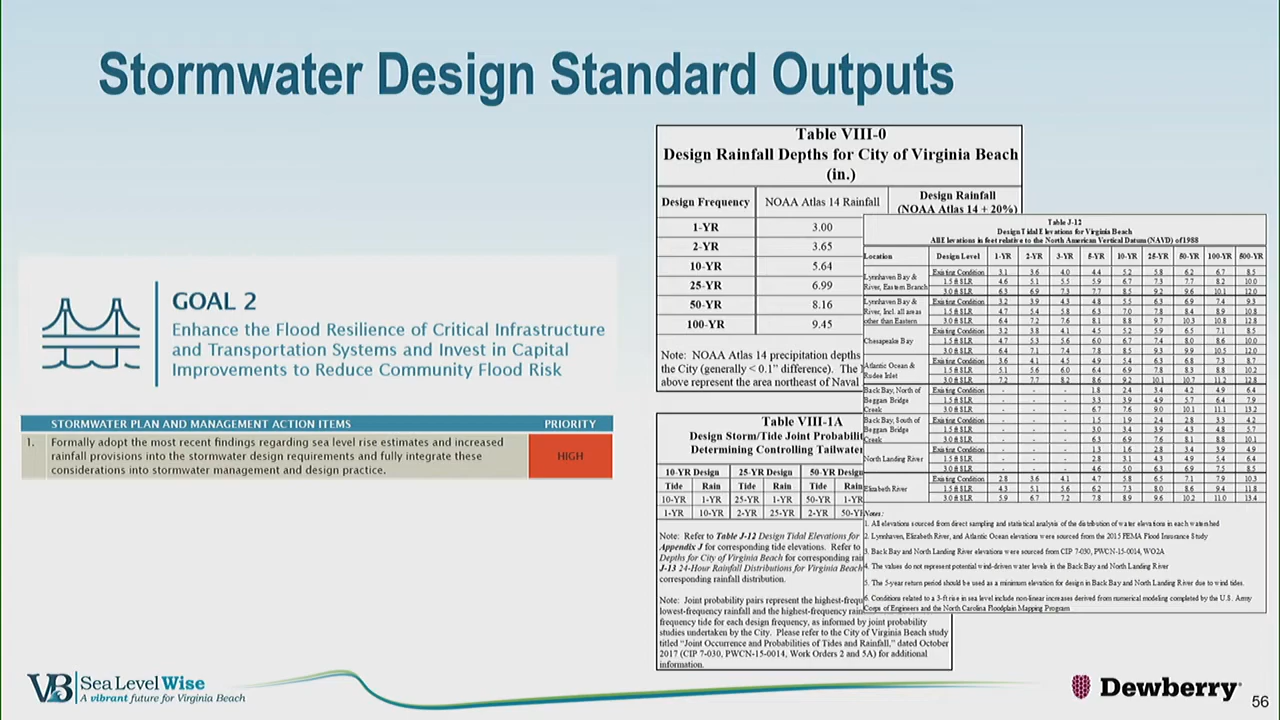 Stormwater Design Standard Outputs
GOAL 2
Enhance the Flood Resilience of Critical Infrastructure
and Transportation Systems and Invest in Capital
Improvements to Reduce Community Flood Risk
STORMWATER PLAN AND MANAGEMENT ACTION ITEMS PRIORITY
1. Formally adopt the most recent findings regarding sea level rise estimates and increased
rainfall provisions into the stormwater design requirements and fully integrate these
considerations into stormwater management and design practice.
HIGH
Table VIII-0
Design Rainfall Depths for City of Virginia Beach
(in.)
Design Frequency NOAA Atlas 14 Rainfall Design Rainfall
(NOAA Atlas 14 + 20%)
1-YR 3.00
2-YR 3.65
10-YR 5.64
25-YR 6.99
50-YR 8.16
100-YR 9.45
Note: NOAA Atlas 14 precipitation depths
the City (generally < 0.1" difference). The
above represent the area northeast of Naval
Table VIII-1A
Design Storm/Tide Joint Probabilit
Determining Controlling Tailwater
10-YR Design 25-YR Design 50-YR Design
Tide Rain Tide Rain Tide Rain
10-YR 1-YR 25-YR 1-YR 50-YR 1-YR
1-YR 10-YR 2-YR 25-YR 2-YR 50-YR
Note: Refer to Table J-12 Design Tidal Elevations for
Appendix J for corresponding tide elevations. Refer to
Depths for City of Virginia Beach for corresponding rai
J-13 24-Hour Rainfall Distributions for Virginia Beach
corresponding rainfall distribution.
Note: Joint probability pairs represent the highest-frequ
lowest-frequency rainfall and the highest-frequency rain
frequency tide for each design frequency, as informed by joint probability
studies undertaken by the City. Please refer to the City of Virginia Beach study
titled "Joint Occurrence and Probabilities of Tides and Rainfall," dated October
2017 (CIP 7-030, PWCN-15-0014, Work Orders 2 and 5A) for additional
information.
Table J-12
Design Tidal Elevations for Virginia Beach
All Elevations in feet relative to the North American Vertical Datum (NAVD) of 1988
Location Design Level 1-YR 2-YR 3-YR 5-YR 10-YR 25-YR 50-YR 100-YR 500-YR
Lynnhaven Bay &
River, Eastern Branch
Existing Condition 3.1 3.6 4.0 4.4 5.2 5.8 6.2 6.7 8.5
1.5 ft SLR 4.6 5.1 5.5 5.9 6.7 7.3 7.7 8.2 10.0
3.0 ft SLR 6.3 6.9 7.3 7.7 8.5 9.2 9.6 10.1 12.0
Lynnhaven Bay &
River, Incl. all areas
other than Eastern
Existing Condition 3.2 3.9 4.3 4.8 5.5 6.3 6.9 7.4 9.3
1.5 ft SLR 4.7 5.4 5.8 6.3 7.0 7.8 8.4 8.9 10.8
3.0 ft SLR 6.4 7.2 7.6 8.1 8.8 9.7 10.3 10.8 12.8
Chesapeake Bay
Existing Condition 3.2 3.8 4.1 4.5 5.2 5.9 6.5 7.1 8.5
1.5 ft SLR 4.7 5.3 5.6 6.0 6.7 7.4 8.0 8.6 10.0
3.0 ft SLR 6.4 7.1 7.4 7.8 8.5 9.3 9.9 10.5 12.0
Atlantic Ocean &
Rudee Inlet
Existing Condition 3.6 4.1 4.5 4.9 5.4 6.3 6.8 7.3 8.7
1.5 ft SLR 5.1 5.6 6.0 6.4 6.9 7.8 8.3 8.8 10.2
3.0 ft SLR 7.2 7.7 8.2 8.6 9.2 10.1 10.7 11.2 12.8
Back Bay, North of
Beggars Bridge
Creek
Existing Condition - - - 1.8 2.4 3.4 4.2 4.9 6.4
1.5 ft SLR - - - 3.3 3.9 4.9 5.7 6.4 7.9
3.0 ft SLR - - - 6.7 7.6 9.0 10.1 11.1 13.2
Back Bay, South of
Beggars Bridge
Creek
Existing Condition - - - 1.5 1.9 2.4 2.8 3.3 4.2
1.5 ft SLR - - - 3.0 3.4 3.9 4.3 4.8 5.7
3.0 ft SLR - - - 6.3 6.9 7.6 8.1 8.8 10.1
North Landing River
Existing Condition - - - 1.3 1.6 2.8 3.4 3.9 4.9
1.5 ft SLR - - - 2.8 3.1 4.3 4.9 5.4 6.4
3.0 ft SLR - - - 4.6 5.0 6.3 6.9 7.5 8.5
Elizabeth River
Existing Condition 2.8 3.6 4.1 4.7 5.8 6.5 7.1 7.9 10.3
1.5 ft SLR 4.3 5.1 5.6 6.2 7.3 8.0 8.6 9.4 11.8
3.0 ft SLR 5.9 6.7 7.2 7.8 8.9 9.6 10.2 11.0 13.4
Notes:
1. All elevations sourced from direct sampling and statistical analysis of the distribution of water elevations in each watershed
2. Lynnhaven, Elizabeth River, and Atlantic Ocean elevations were sourced from the 2015 FEMA Flood Insurance Study
3. Back Bay and North Landing River elevations were sourced from CIP 7-030, PWCN-15-0014, WO2A
4. The values do not represent potential wind-driven water levels in the Back Bay and North Landing River
5. The 5-year return period should be used as a minimum elevation for design in Back Bay and North Landing River due to wind tides.
6. Conditions related to a 3-ft rise in sea level include non-linear increases derived from numerical modeling completed by the U.S. Army
Corps of Engineers and the North Carolina Floodplain Mapping Program
VB Sea Level Wise
A vibrant future for Virginia Beach
Dewberry
56